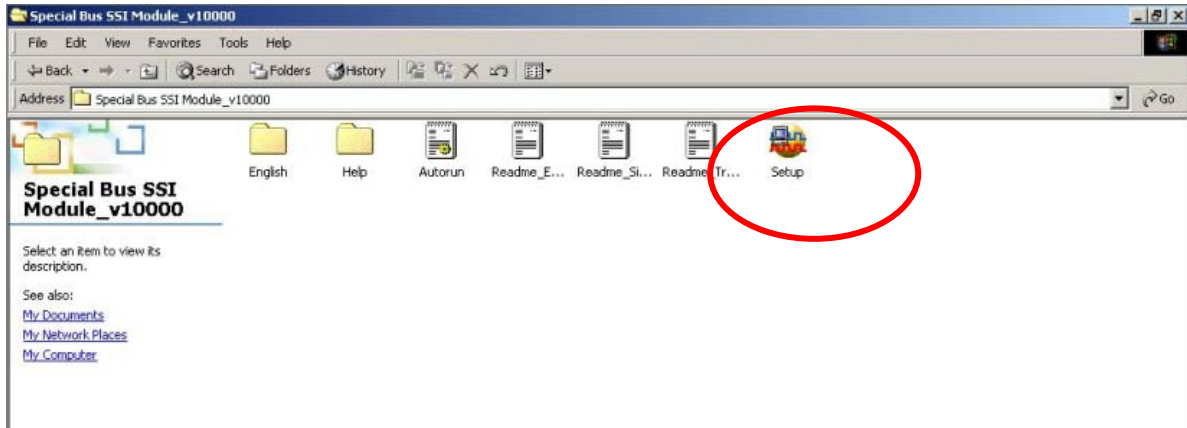 Special Bus SSI Module_v10000
File Edit View Favorites Tools Help
Back Search Folders History
Address Special Bus SSI Module_v10000 Go
English Help Autorun Readme_E... Readme_Si... Readme_Tr... Setup
Special Bus SSI
Module_v10000
Select an item to view its
description.
See also:
My Documents
My Network Places
My Computer